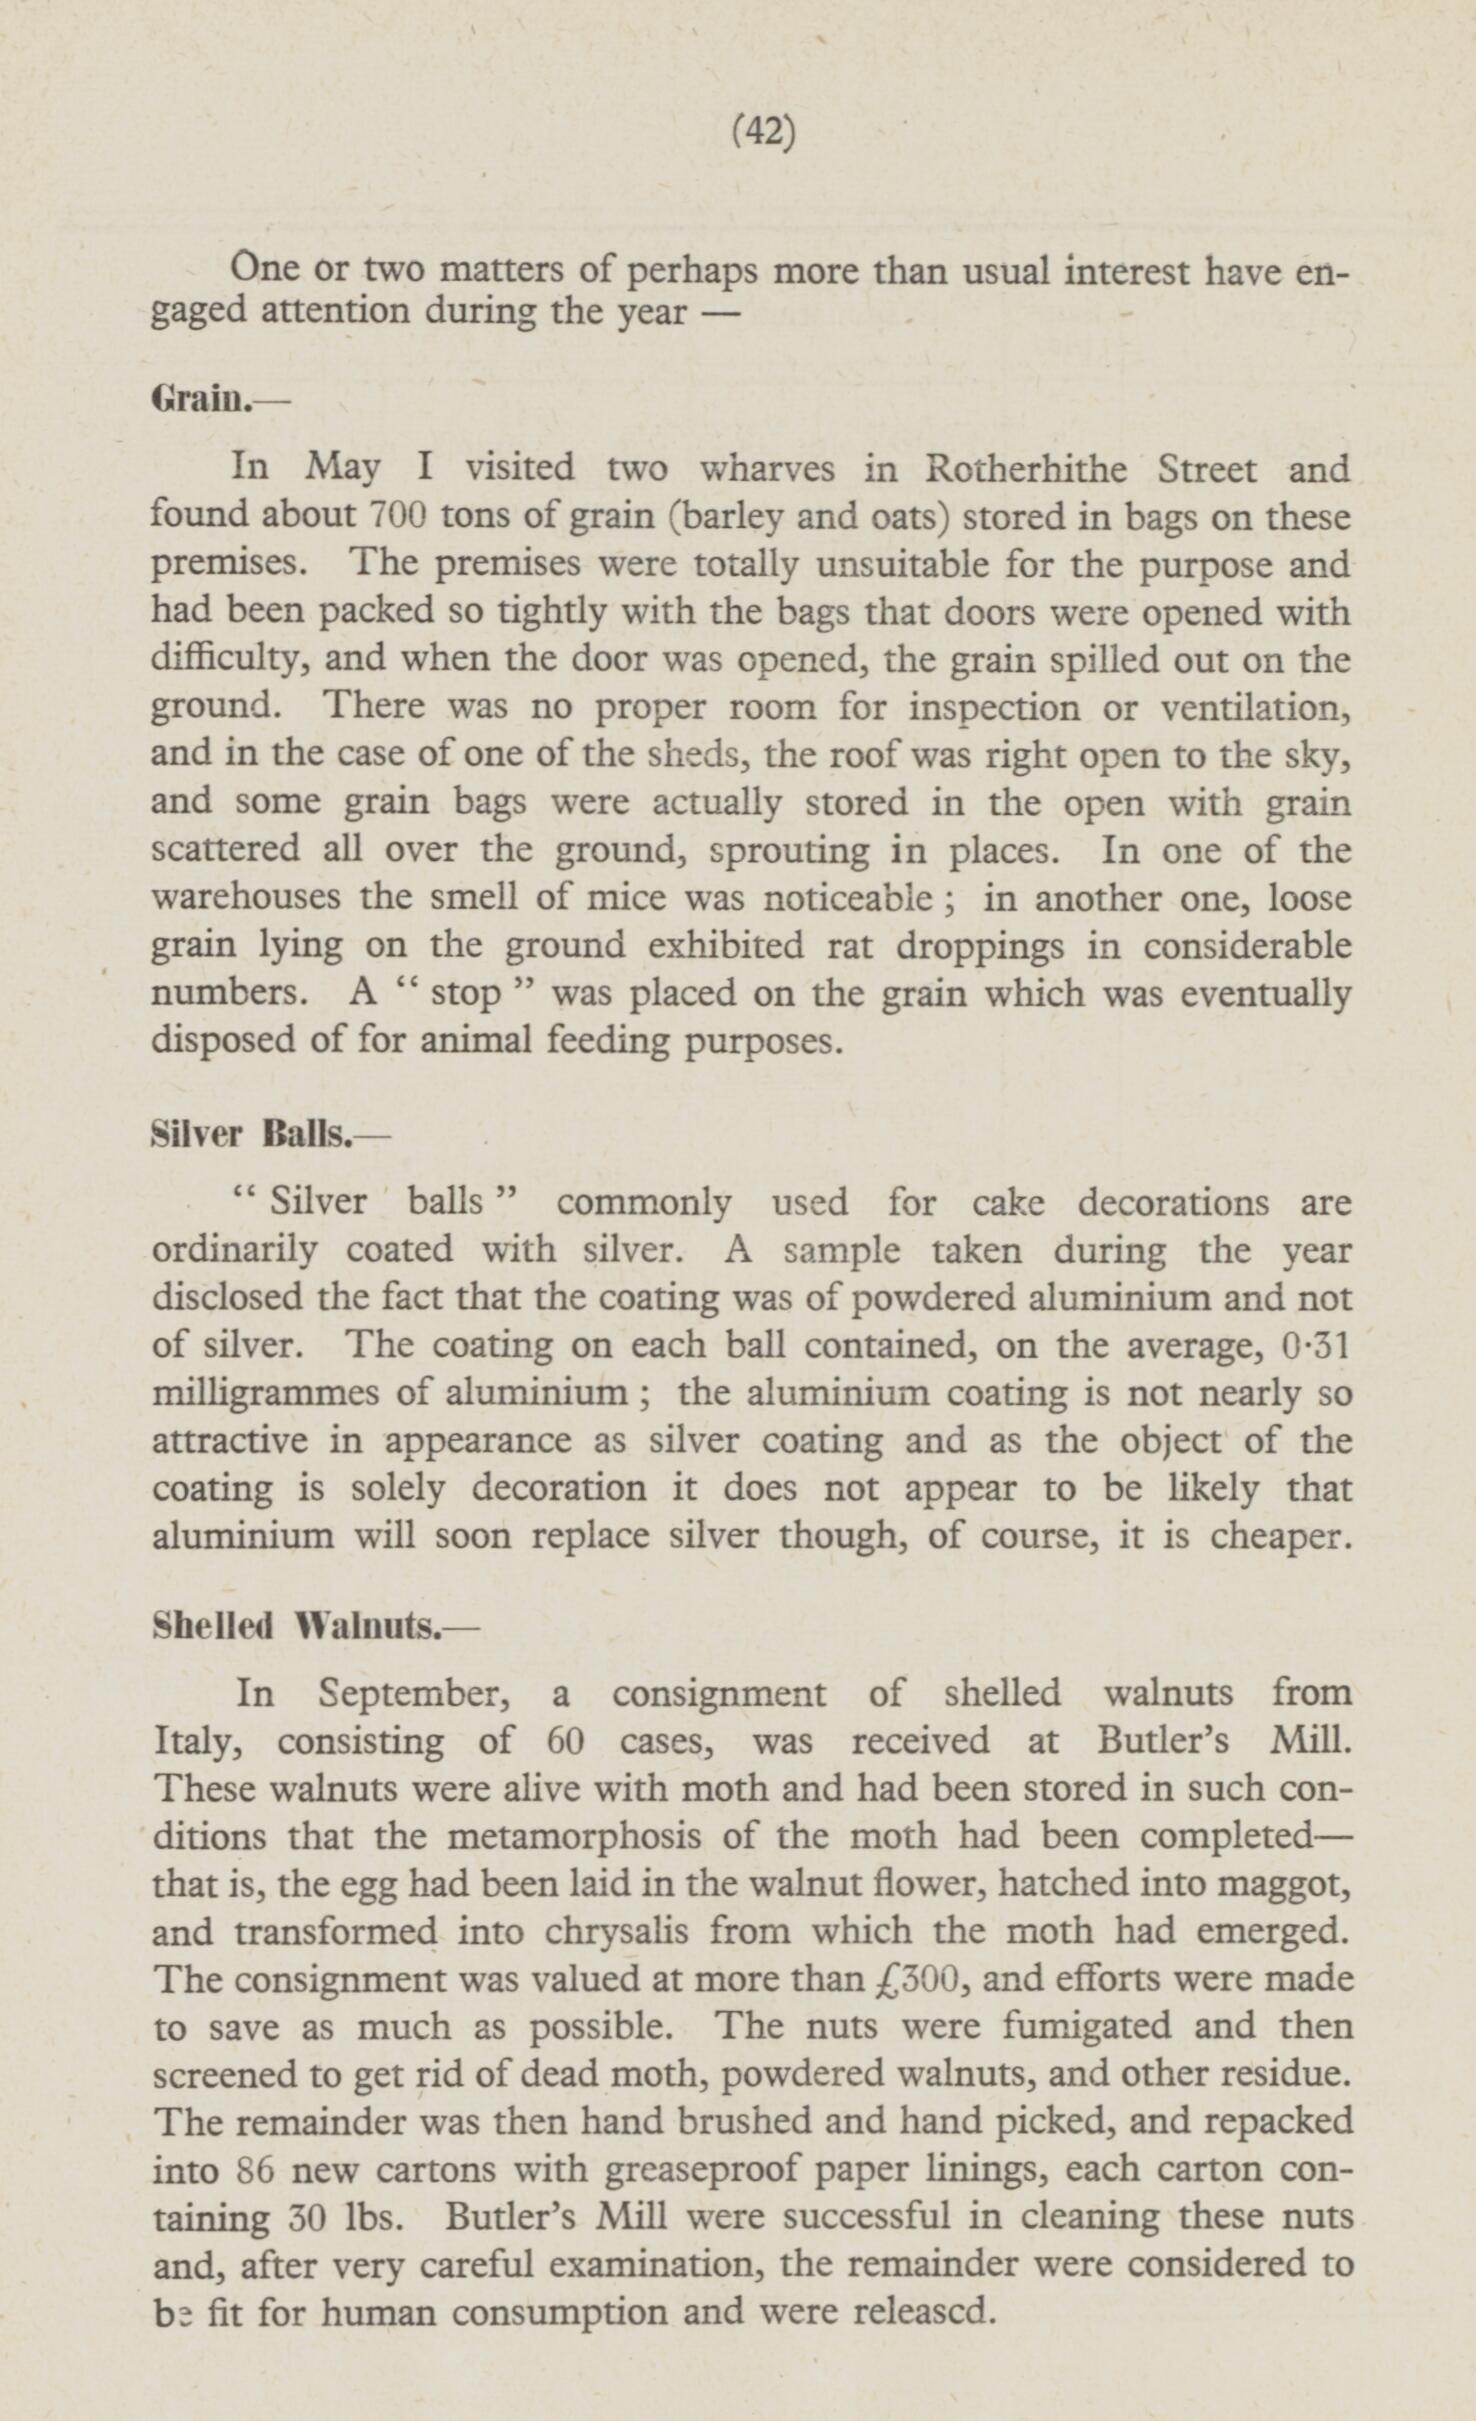 (42)
One or two matters of perhaps more than usual interest have en-
gaged attention during the year —
Grain.—
In May I visited two wharves in Rotherhithe Street and
found about 700 tons of grain (barley and oats) stored in bags on these
premises. The premises were totally unsuitable for the purpose and
had been packed so tightly with the bags that doors were opened with
difficulty, and when the door was opened, the grain spilled out on the
ground. There was no proper room for inspection or ventilation,
and in the case of one of the sheds, the roof was right open to the sky,
and some grain bags were actually stored in the open with grain
scattered all over the ground, sprouting in places. In one of the
warehouses the smell of mice was noticeable ; in another one, loose
grain lying on the ground exhibited rat droppings in considerable
numbers. A “ stop ” was placed on the grain which was eventually
disposed of for animal feeding purposes.
Silver Balls.—
“ Silver balls ” commonly used for cake decorations are
ordinarily coated with silver. A sample taken during the year
disclosed the fact that the coating was of powdered aluminium and not
of silver. The coating on each ball contained, on the average, 0·31
milligrammes of aluminium ; the aluminium coating is not nearly so
attractive in appearance as silver coating and as the object of the
coating is solely decoration it does not appear to be likely that
aluminium will soon replace silver though, of course, it is cheaper.
Shelled Walnuts.—
In September, a consignment of shelled walnuts from
Italy, consisting of 60 cases, was received at Butler’s Mill.
These walnuts were alive with moth and had been stored in such con-
ditions that the metamorphosis of the moth had been completed—
that is, the egg had been laid in the walnut flower, hatched into maggot,
and transformed into chrysalis from which the moth had emerged.
The consignment was valued at more than £300, and efforts were made
to save as much as possible. The nuts were fumigated and then
screened to get rid of dead moth, powdered walnuts, and other residue.
The remainder was then hand brushed and hand picked, and repacked
into 86 new cartons with greaseproof paper linings, each carton con-
taining 30 lbs. Butler’s Mill were successful in cleaning these nuts
and, after very careful examination, the remainder were considered to
be fit for human consumption and were released.